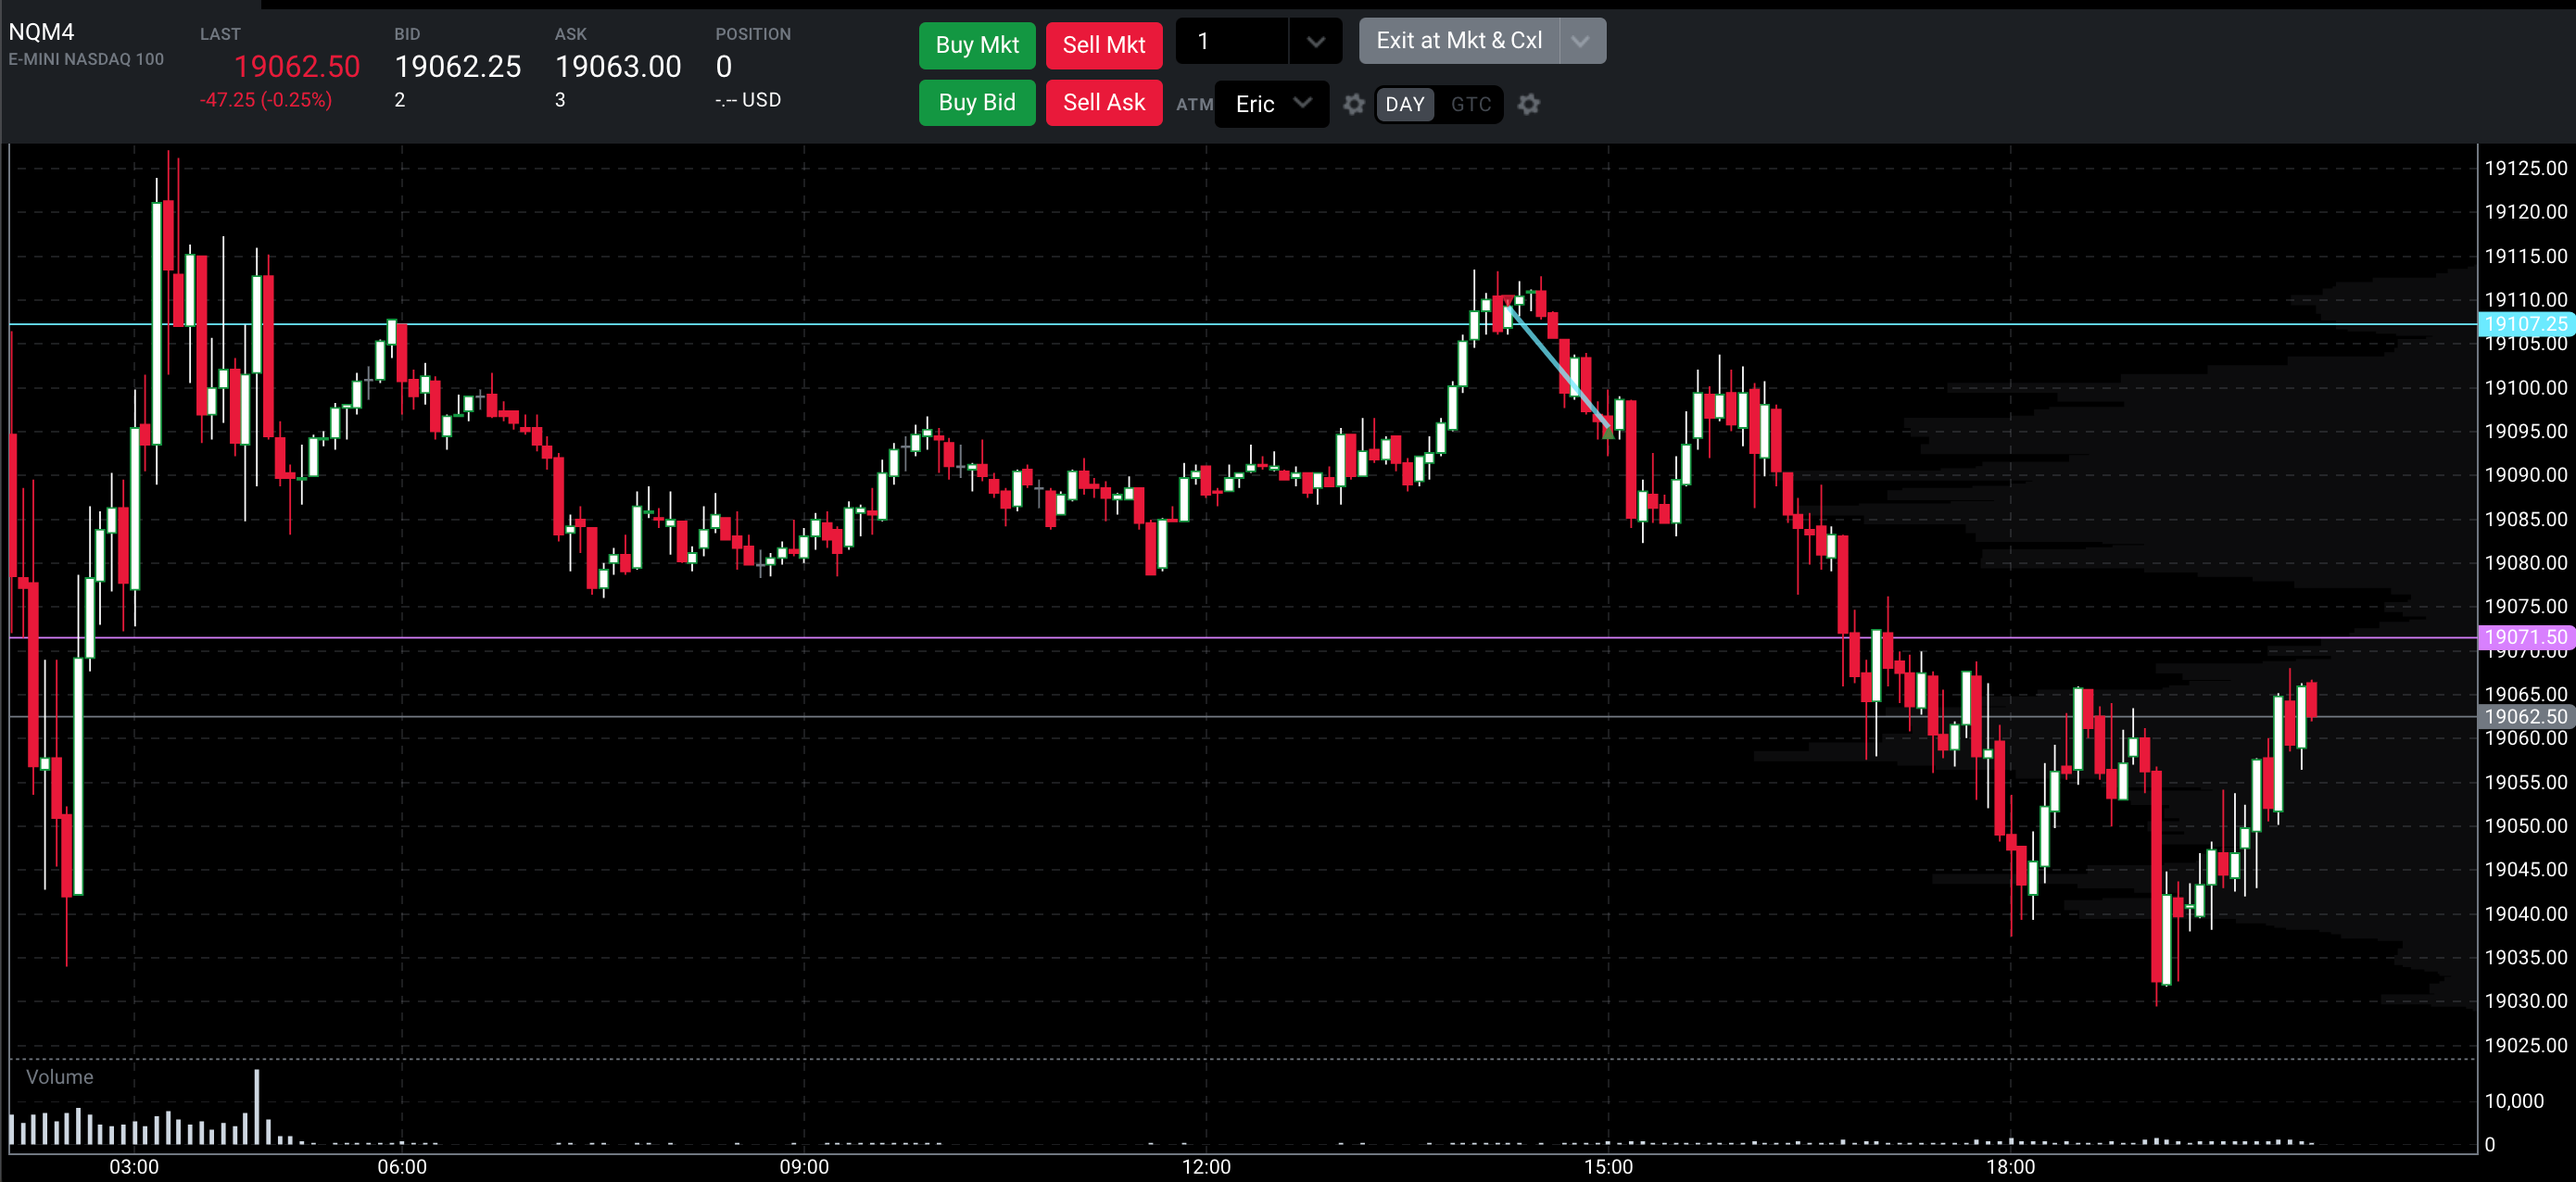 NQM4
E-MINI NASDAQ 100
LAST
19062.50
-47.25 (-0.25%)
BID
19062.25
2
ASK
19063.00
3
POSITION
0
-.-- USD
Buy Mkt
Sell Mkt
1
Exit at Mkt & Cxl
Buy Bid
Sell Ask
ATM
Eric
DAY
GTC
19125.00
19120.00
19115.00
19110.00
19107.25
19105.00
19100.00
19095.00
19090.00
19085.00
19080.00
19075.00
19071.50
19070.00
19065.00
19062.50
19060.00
19055.00
19050.00
19045.00
19040.00
19035.00
19030.00
19025.00
Volume
10,000
0
03:00
06:00
09:00
12:00
15:00
18:00